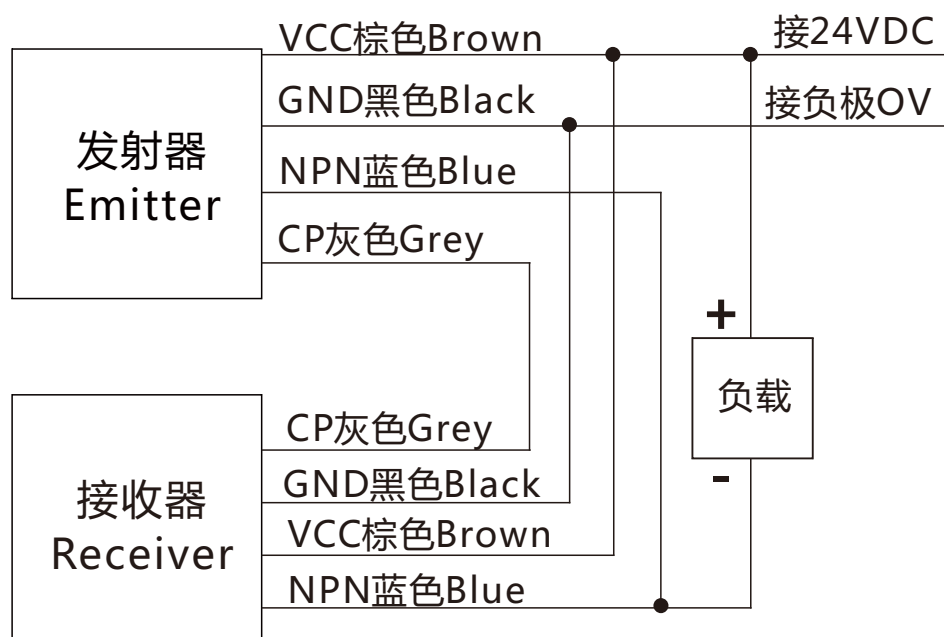 VCC棕色Brown
接24VDC
GND黑色Black
接负极OV
发射器
Emitter
NPN蓝色Blue
CP灰色Grey
+
负载
-
CP灰色Grey
接收器
Receiver
GND黑色Black
VCC棕色Brown
NPN蓝色Blue